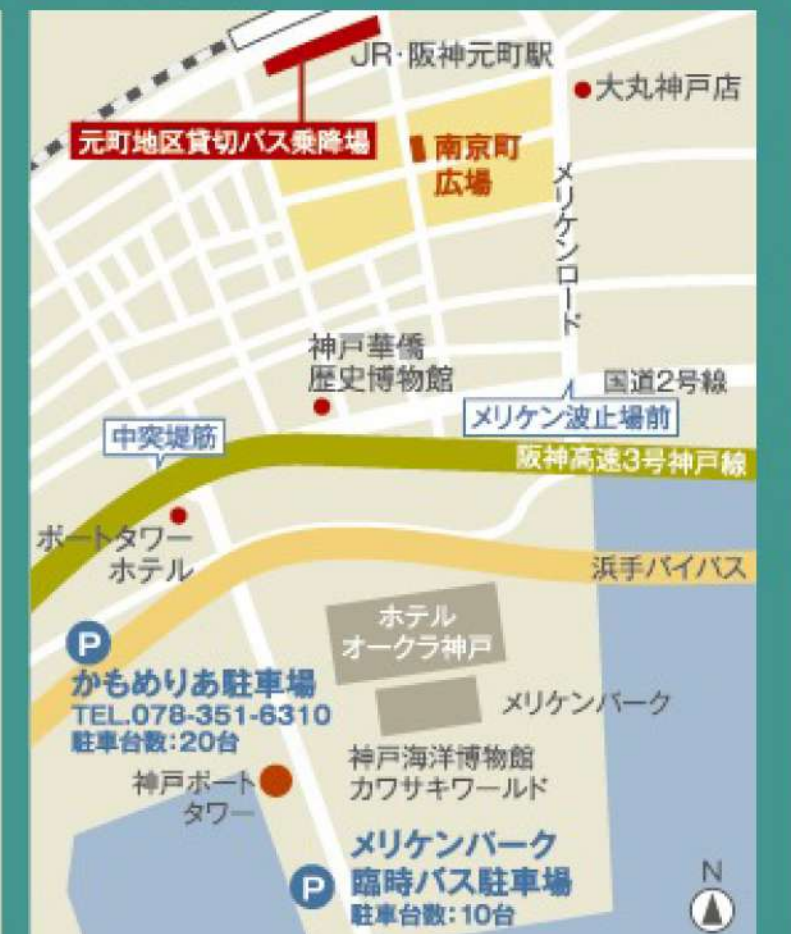 JR・阪神元町駅
大丸神戸店
元町地区貸切バス乗降場
南京町
広場
メリケンロード
神戸華僑
歴史博物館
国道2号線
メリケン波止場前
中突堤筋
阪神高速3号神戸線
ポートタワー
ホテル
浜手バイパス
ホテル
オークラ神戸
P
かもめりあ駐車場
TEL.078-351-6310
駐車台数:20台
メリケンパーク
神戸海洋博物館
カワサキワールド
神戸ポート
タワー
メリケンパーク
P
臨時バス駐車場
駐車台数:10台
N